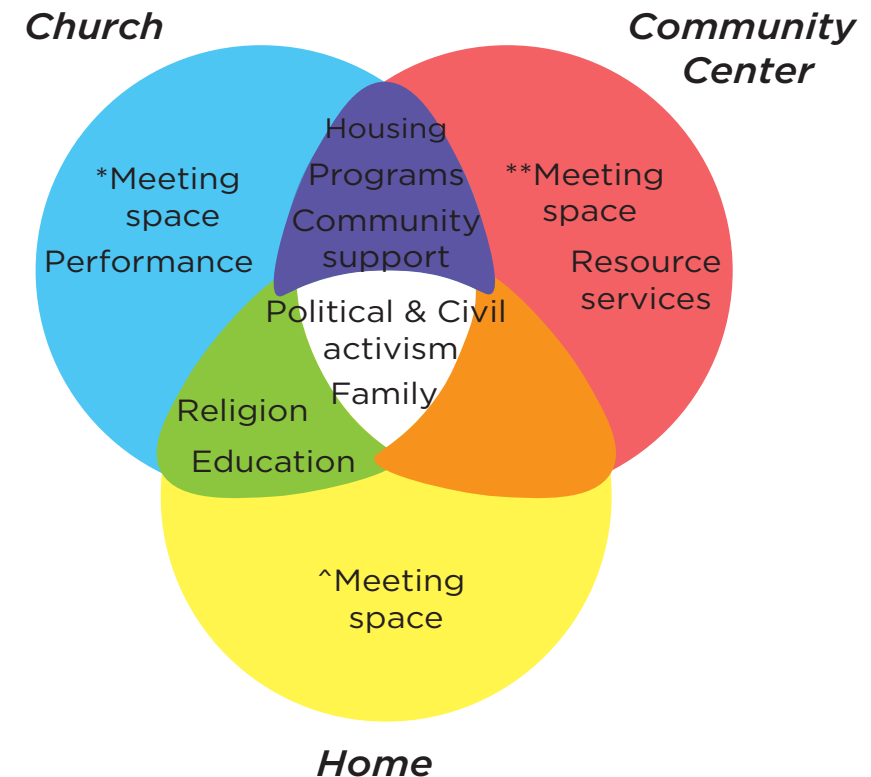 Church
Community
Center
Housing
Programs
Community
support
*Meeting
space
Performance
**Meeting
space
Resource
services
Political & Civil
activism
Family
Religion
Education
^Meeting
space
Home